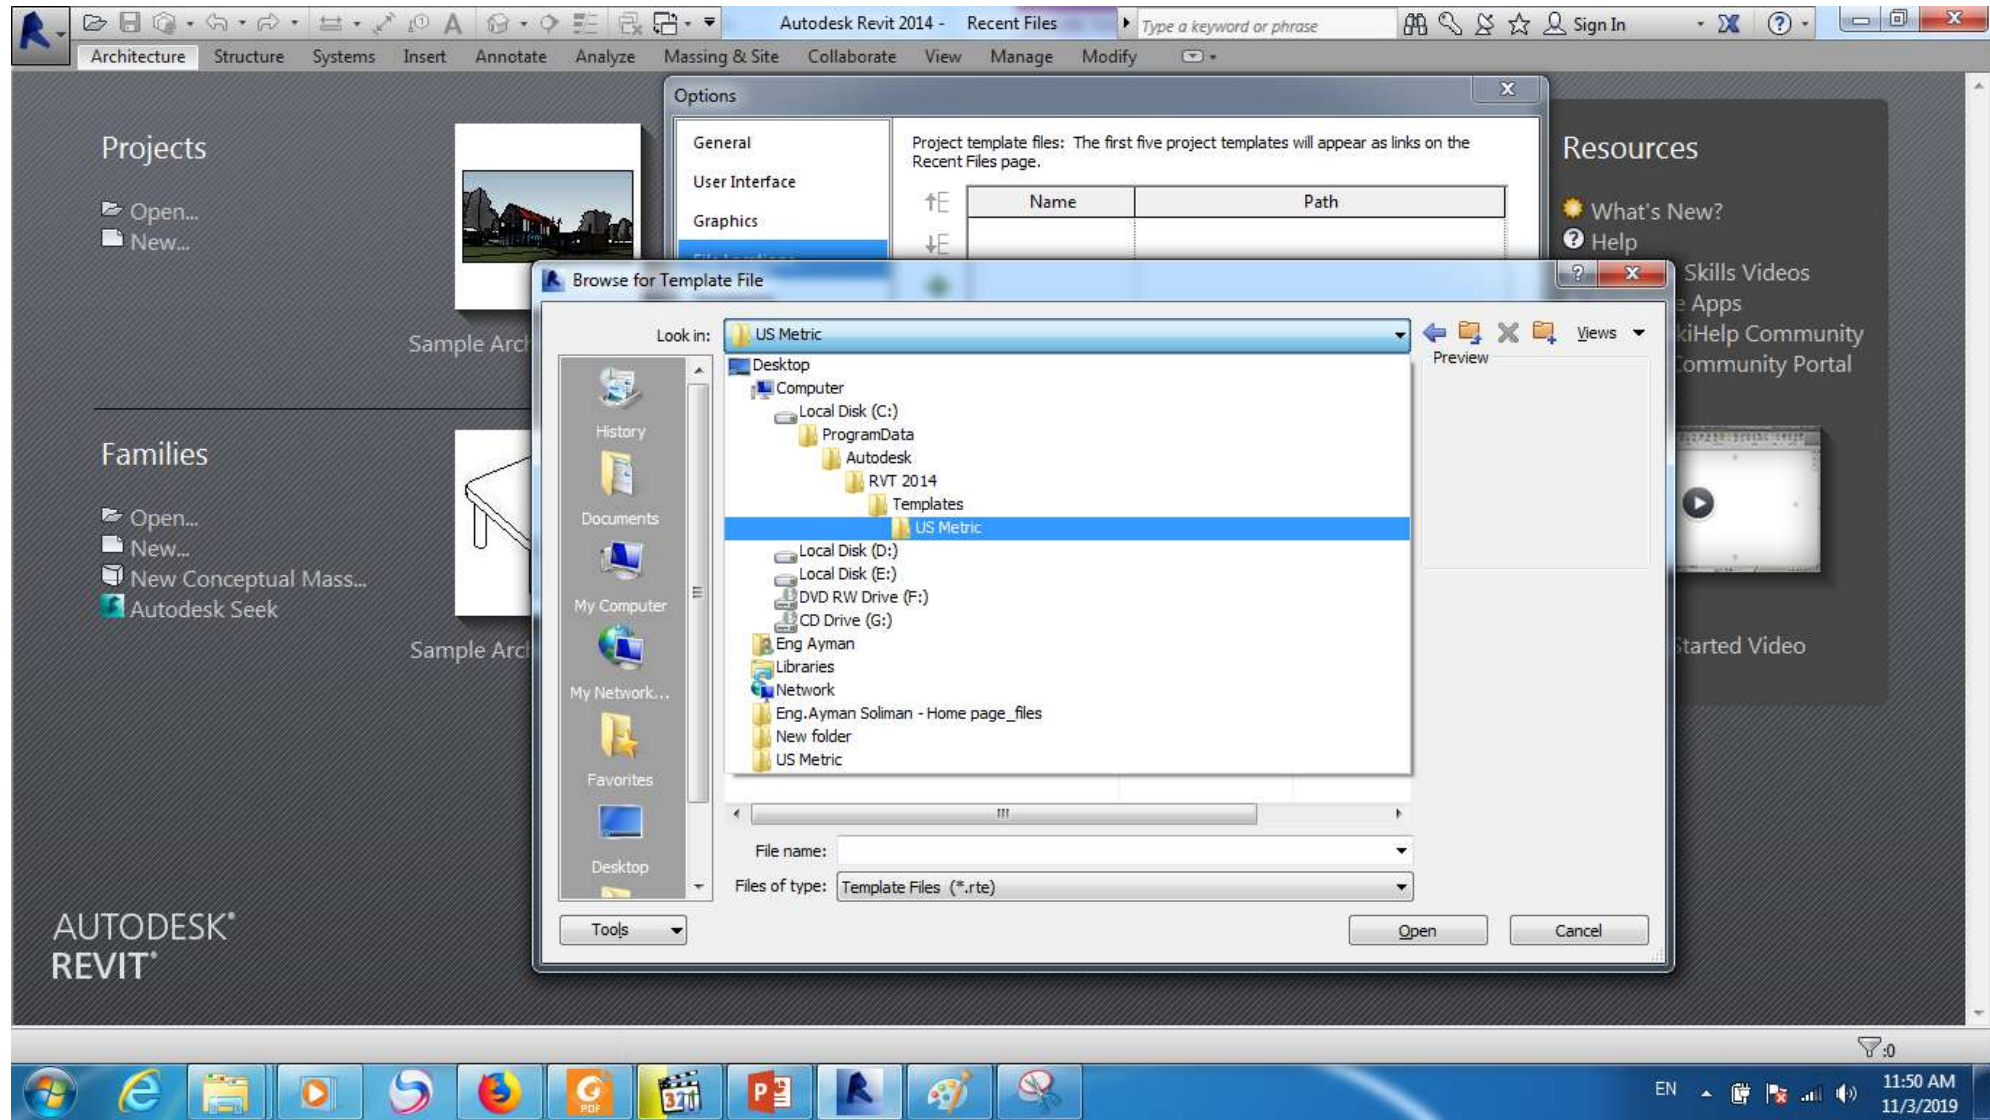 Autodesk Revit 2014 - Recent Files
Type a keyword or phrase
Sign In
Architecture Structure Systems Insert Annotate Analyze Massing & Site Collaborate View Manage Modify
Options
General
User Interface
Graphics
Project template files: The first five project templates will appear as links on the
Recent Files page.
Name Path
Projects
Open...
New...
Families
Open...
New...
New Conceptual Mass...
Autodesk Seek
AUTODESK®
REVIT®
Sample Arc
Sample Arc
Resources
What's New?
Help
Skills Videos
Apps
Community
Community Portal
Started Video
Browse for Template File
Look in: US Metric
Views
Preview
History
Documents
My Computer
My Network...
Favorites
Desktop
Desktop
Computer
Local Disk (C:)
ProgramData
Autodesk
RVT 2014
Templates
US Metric
Local Disk (D:)
Local Disk (E:)
DVD RW Drive (F:)
CD Drive (G:)
Eng Ayman
Libraries
Network
Eng.Ayman Soliman - Home page_files
New folder
US Metric
File name:
Files of type: Template Files (*.rte)
Tools
Open Cancel
:0
321
PDF
EN
11:50 AM
11/3/2019